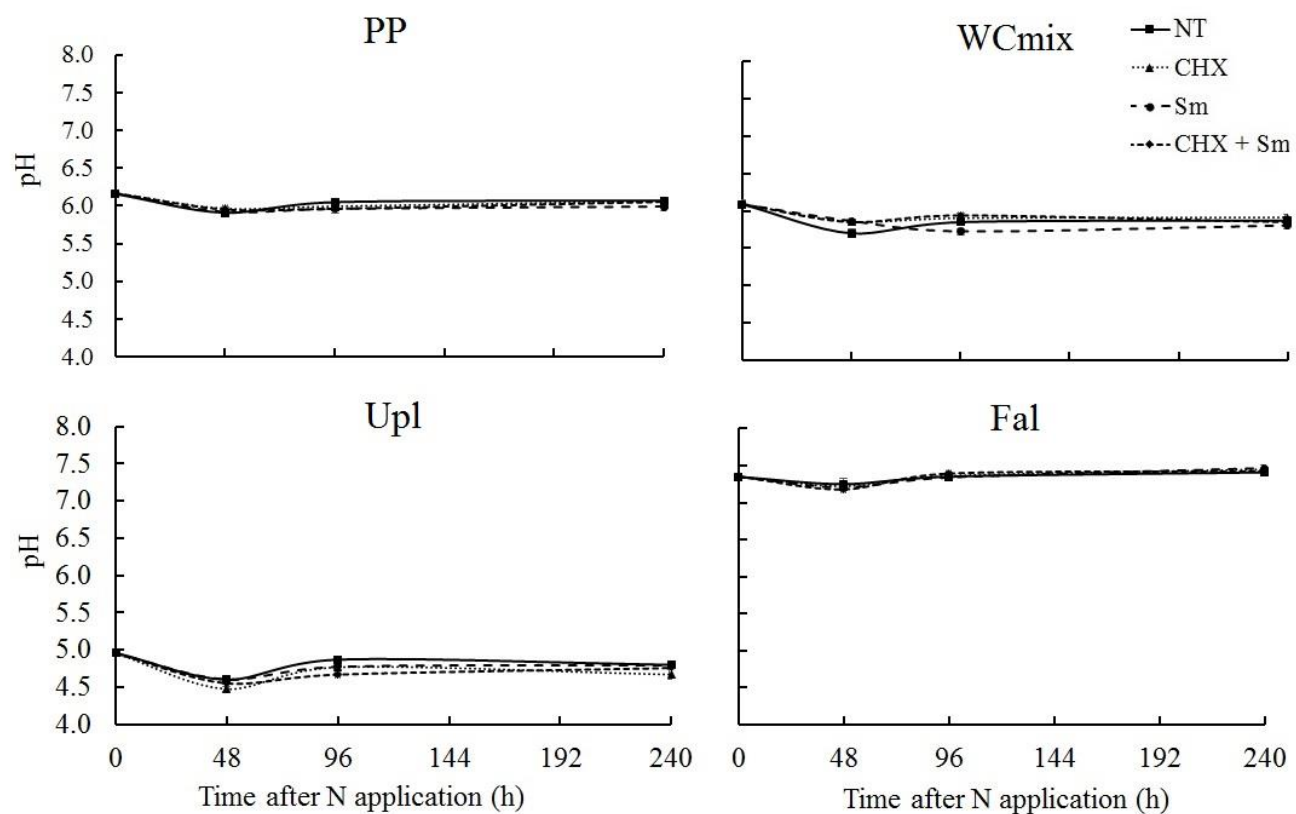 PP
WCmix
NT
CHX
Sm
CHX + Sm
8.0
7.5
7.0
6.5
6.0
5.5
5.0
4.5
4.0
pH
Upl
Fal
8.0
7.5
7.0
6.5
6.0
5.5
5.0
4.5
4.0
pH
0 48 96 144 192 240
0 48 96 144 192 240
Time after N application (h)
Time after N application (h)